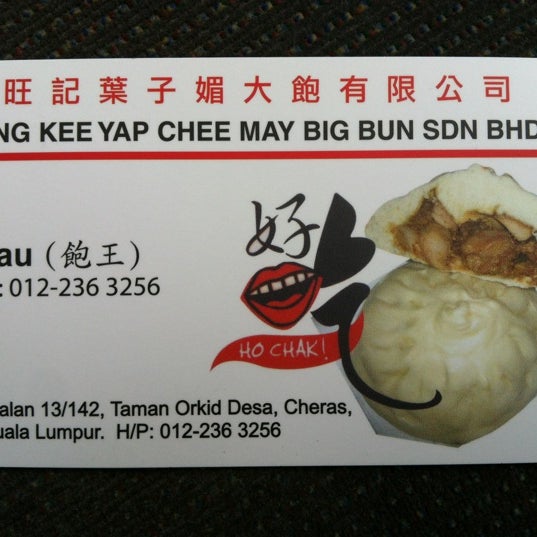 旺記葉子媚大飽有限公司
NG KEE YAP CHEE MAY BIG BUN SDN BHD
au (飽王)
: 012-236 3256
好吃
HO CHAK!
alan 13/142, Taman Orkid Desa, Cheras,
uala Lumpur. H/P: 012-236 3256